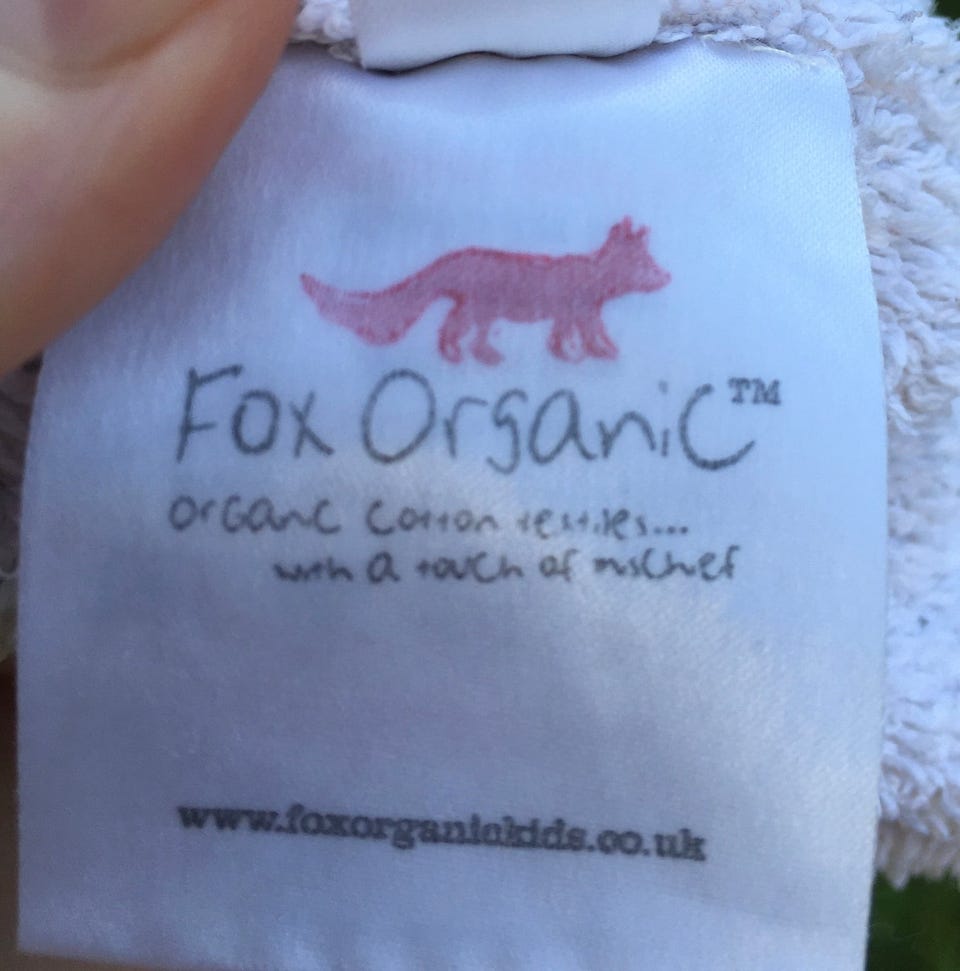 Fox Organic™
organic cotton textiles...
with a touch of mischief
www.foxorganickids.co.uk